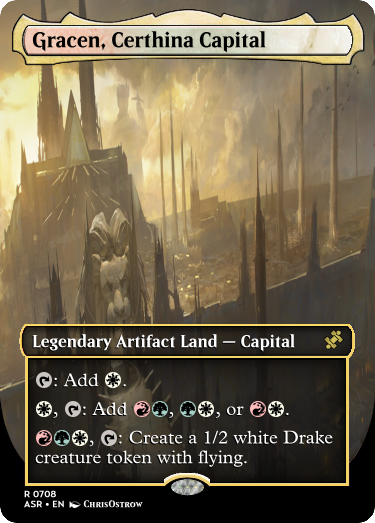 Gracen, Certhina Capital
Legendary Artifact Land — Capital
: Add .
, : Add , , or .
, : Create a 1/2 white Drake
creature token with flying.
R 0708
ASR • EN ChrisOstrow